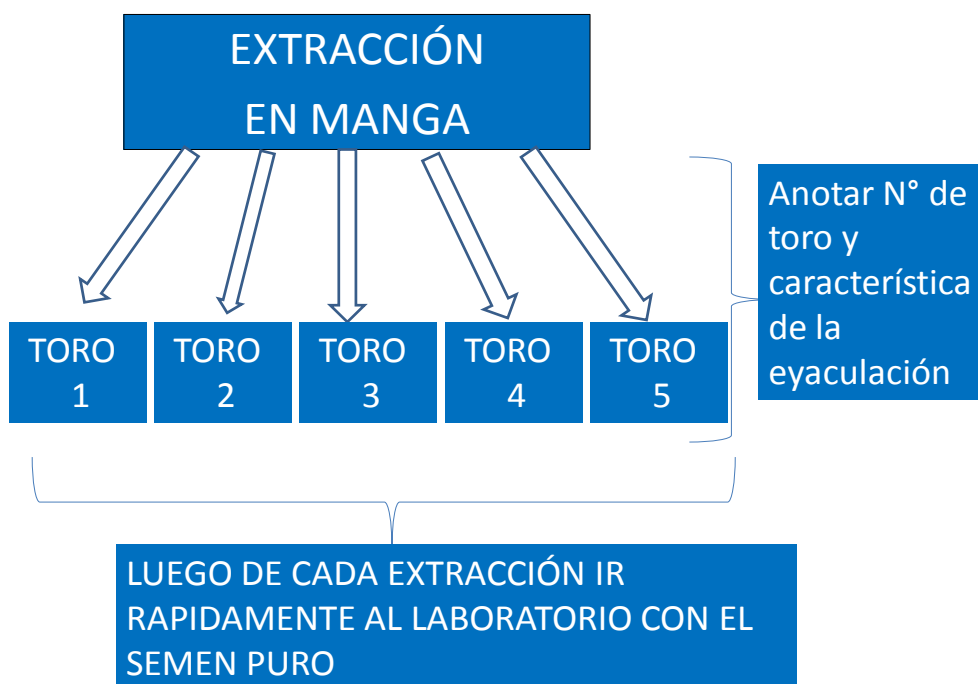 EXTRACCIÓN
EN MANGA
Anotar N° de
toro y
característica
de la
eyaculación
TORO
1
TORO
2
TORO
3
TORO
4
TORO
5
LUEGO DE CADA EXTRACCIÓN IR
RAPIDAMENTE AL LABORATORIO CON EL
SEMEN PURO